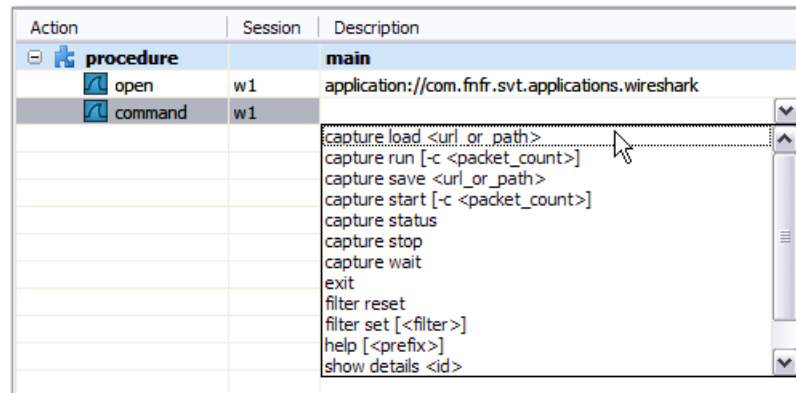 Action Session Description
procedure main
open w1 application://com.fnfr.svt.applications.wireshark
command w1
capture load <url_or_path>
capture run [-c <packet_count>]
capture save <url_or_path>
capture start [-c <packet_count>]
capture status
capture stop
capture wait
exit
filter reset
filter set [<filter>]
help [<prefix>]
show details <id>